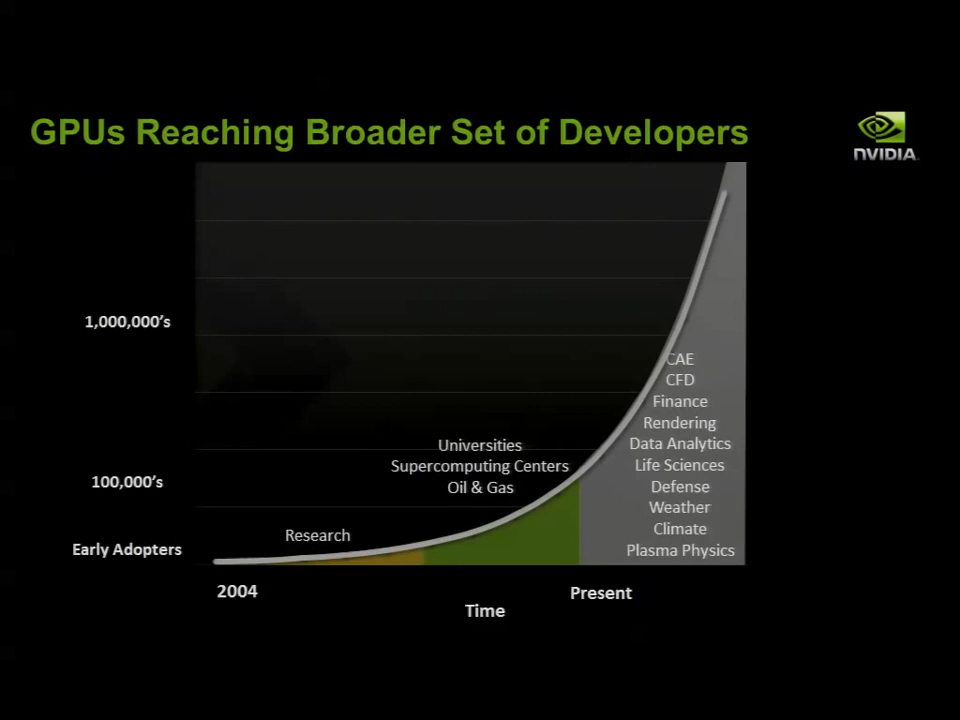 GPUs Reaching Broader Set of Developers
NVIDIA
1,000,000's
100,000's
Early Adopters
Research
Universities
Supercomputing Centers
Oil & Gas
CAE
CFD
Finance
Rendering
Data Analytics
Life Sciences
Defense
Weather
Climate
Plasma Physics
2004
Present
Time